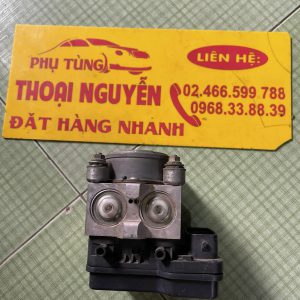 PHỤ TÙNG
THOẠI NGUYỄN
ĐẶT HÀNG NHANH
LIÊN HỆ:
02.466.599.788
0968.33.88.39